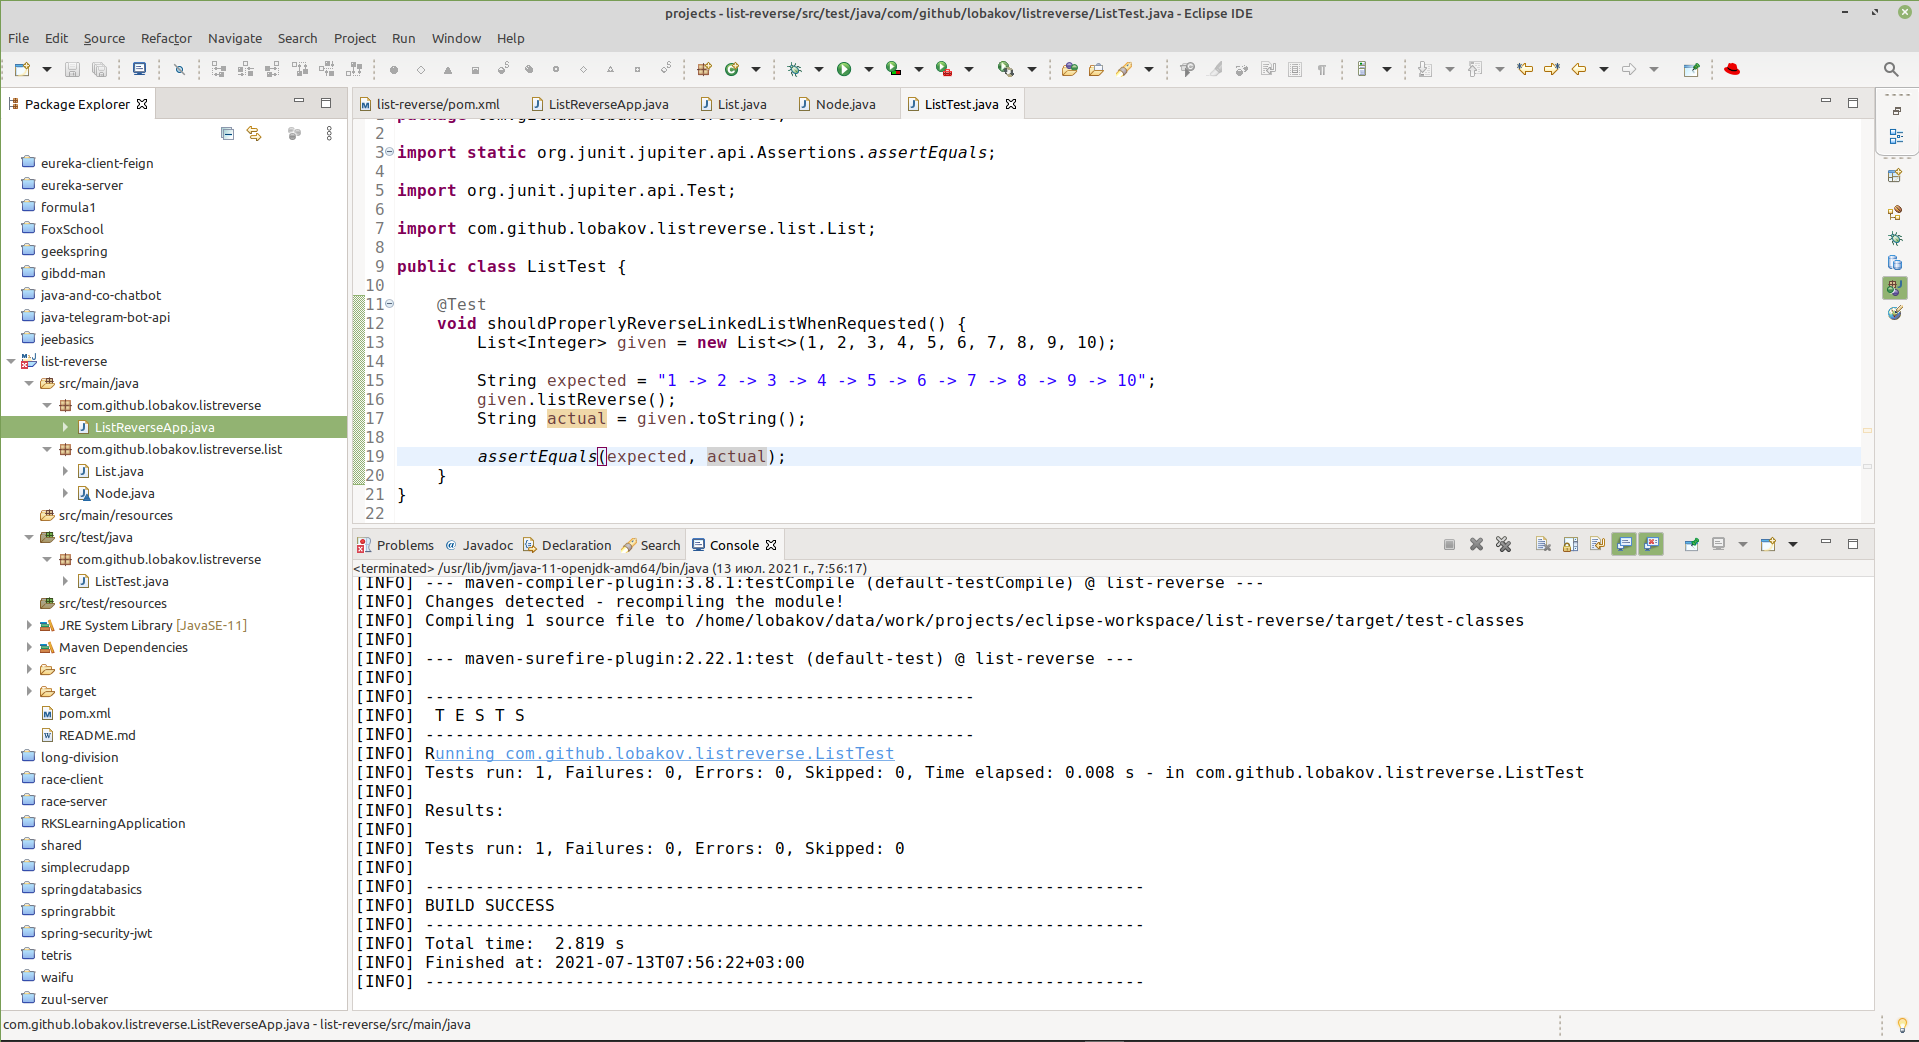 projects - list-reverse/src/test/java/com/github/lobakov/listreverse/ListTest.java - Eclipse IDE
File Edit Source Refactor Navigate Search Project Run Window Help
Package Explorer
eureka-client-feign
eureka-server
formula1
FoxSchool
geekspring
gibdd-man
java-and-co-chatbot
java-telegram-bot-api
jeebasics
list-reverse
src/main/java
com.github.lobakov.listreverse
ListReverseApp.java
com.github.lobakov.listreverse.list
List.java
Node.java
src/main/resources
src/test/java
com.github.lobakov.listreverse
ListTest.java
src/test/resources
JRE System Library [JavaSE-11]
Maven Dependencies
src
target
pom.xml
README.md
long-division
race-client
race-server
RKSLearningApplication
shared
simplecrudapp
springdatabasics
springrabbit
spring-security-jwt
tetris
waifu
zuul-server
list-reverse/pom.xml ListReverseApp.java List.java Node.java ListTest.java
1 package com.github.lobakov.listreverse;
2
3 import static org.junit.jupiter.api.Assertions.assertEquals;
4
5 import org.junit.jupiter.api.Test;
6
7 import com.github.lobakov.listreverse.list.List;
8
9 public class ListTest {
10
11 @Test
12 void shouldProperlyReverseLinkedListWhenRequested() {
13 List<Integer> given = new List<>(1, 2, 3, 4, 5, 6, 7, 8, 9, 10);
14
15 String expected = "1 -> 2 -> 3 -> 4 -> 5 -> 6 -> 7 -> 8 -> 9 -> 10";
16 given.listReverse();
17 String actual = given.toString();
18
19 assertEquals(expected, actual);
20 }
21 }
22
Problems @ Javadoc Declaration Search Console
<terminated> /usr/lib/jvm/java-11-openjdk-amd64/bin/java (13 июл. 2021 г., 7:56:17)
[INFO] --- maven-compiler-plugin:3.8.1:testCompile (default-testCompile) @ list-reverse ---
[INFO] Changes detected - recompiling the module!
[INFO] Compiling 1 source file to /home/lobakov/data/work/projects/eclipse-workspace/list-reverse/target/test-classes
[INFO]
[INFO] --- maven-surefire-plugin:2.22.1:test (default-test) @ list-reverse ---
[INFO]
[INFO] -------------------------------------------------------
[INFO]  T E S T S
[INFO] -------------------------------------------------------
[INFO] Running com.github.lobakov.listreverse.ListTest
[INFO] Tests run: 1, Failures: 0, Errors: 0, Skipped: 0, Time elapsed: 0.008 s - in com.github.lobakov.listreverse.ListTest
[INFO]
[INFO] Results:
[INFO]
[INFO] Tests run: 1, Failures: 0, Errors: 0, Skipped: 0
[INFO]
[INFO] ------------------------------------------------------------------------
[INFO] BUILD SUCCESS
[INFO] ------------------------------------------------------------------------
[INFO] Total time:  2.819 s
[INFO] Finished at: 2021-07-13T07:56:22+03:00
[INFO] ------------------------------------------------------------------------
com.github.lobakov.listreverse.ListReverseApp.java - list-reverse/src/main/java